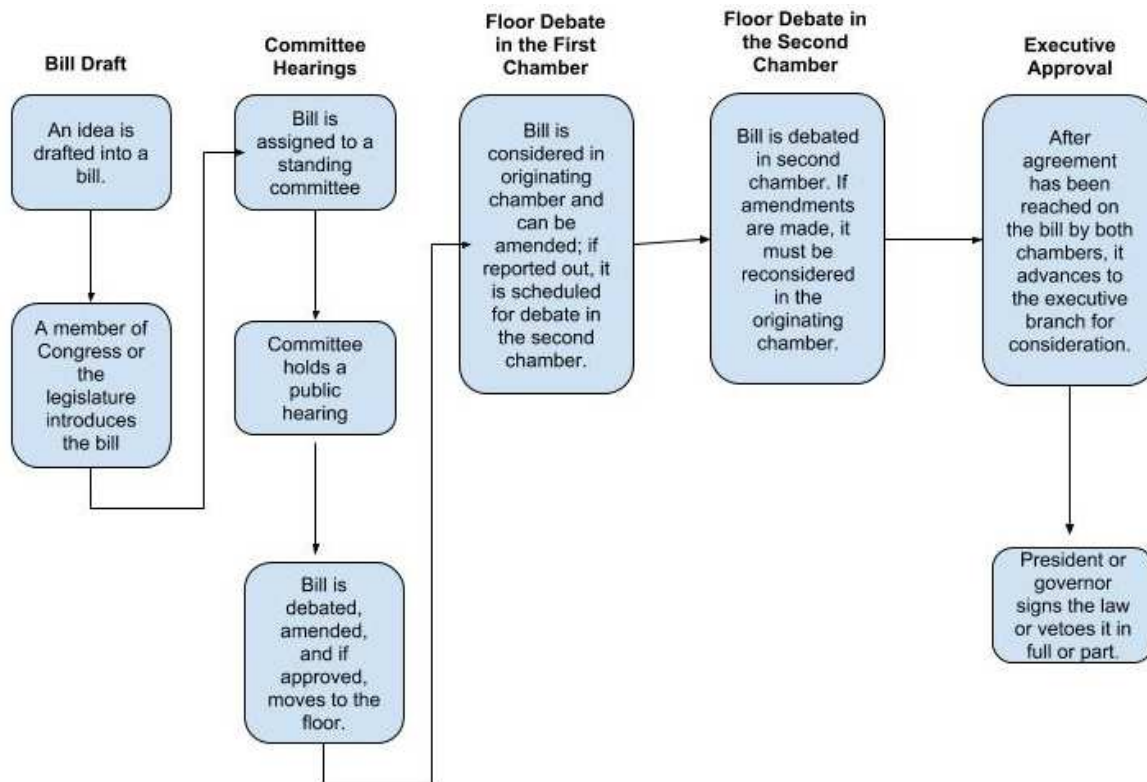 Bill Draft
An idea is
drafted into a
bill.
A member of
Congress or
the
legislature
introduces
the bill
Committee
Hearings
Bill is
assigned to a
standing
committee
Committee
holds a
public
hearing
Bill is
debated,
amended,
and if
approved,
moves to the
floor.
Floor Debate
in the First
Chamber
Bill is
considered in
originating
chamber and
can be
amended; if
reported out, it
is scheduled
for debate in
the second
chamber.
Floor Debate in
the Second
Chamber
Bill is debated
in second
chamber. If
amendments
are made, it
must be
reconsidered
in the
originating
chamber.
Executive
Approval
After
agreement
has been
reached on
the bill by both
chambers, it
advances to
the executive
branch for
consideration.
President or
governor
signs the law
or vetoes it in
full or part.